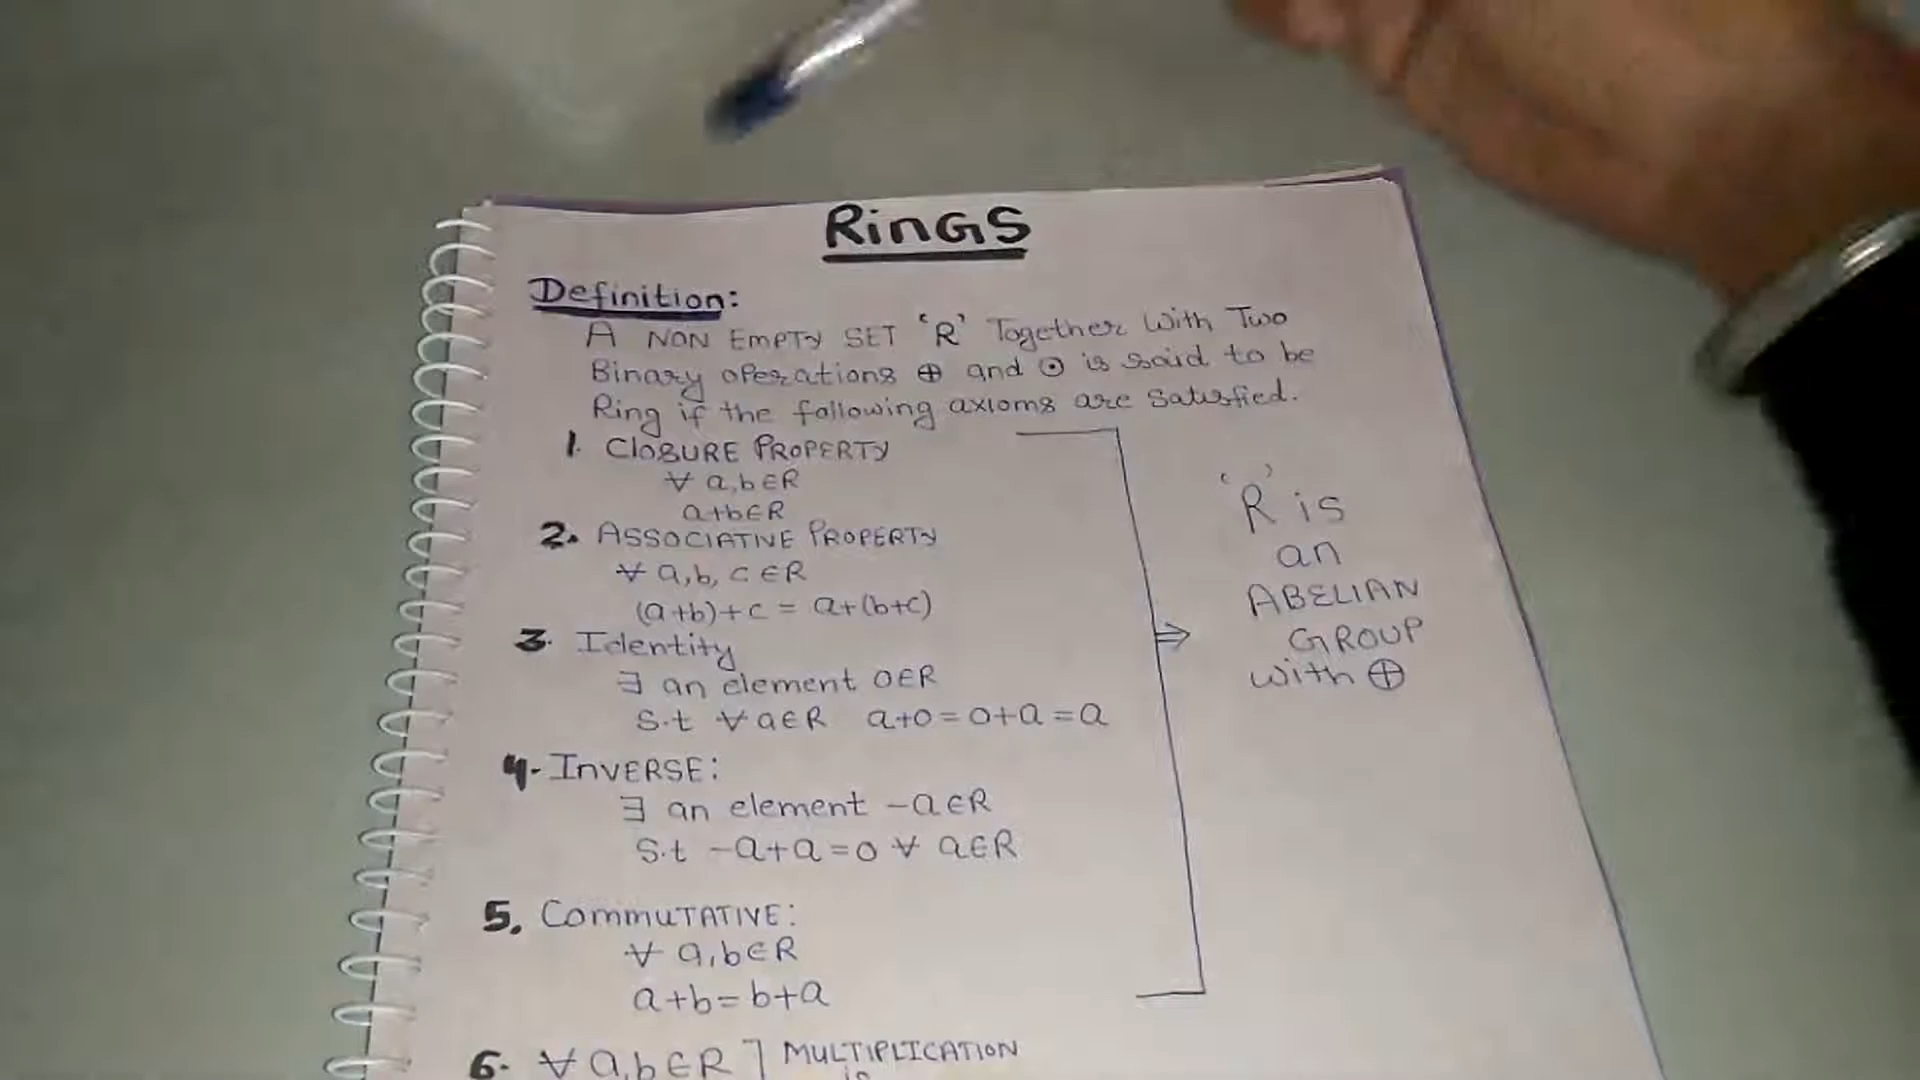 RinGS
Definition:
A NON EMPTY SET 'R' Together With Two
Binary operations ⊕ and ⊙ is said to be
Ring if the following axioms are Satisfied.
1. CLOSURE PROPERTY
∀ a,b∈R
a+b∈R
2. ASSOCIATIVE PROPERTY
∀ a,b,c∈R
(a+b)+c = a+(b+c)
3. Identity
∃ an element 0∈R
S.t ∀a∈R a+0=0+a=a
4. INVERSE:
∃ an element -a∈R
S.t -a+a=0 ∀ a∈R
5. COMMUTATIVE:
∀ a,b∈R
a+b=b+a
6. ∀ a,b∈R ] MULTIPLICATION
is
'R' is
an
ABELIAN
GROUP
with ⊕